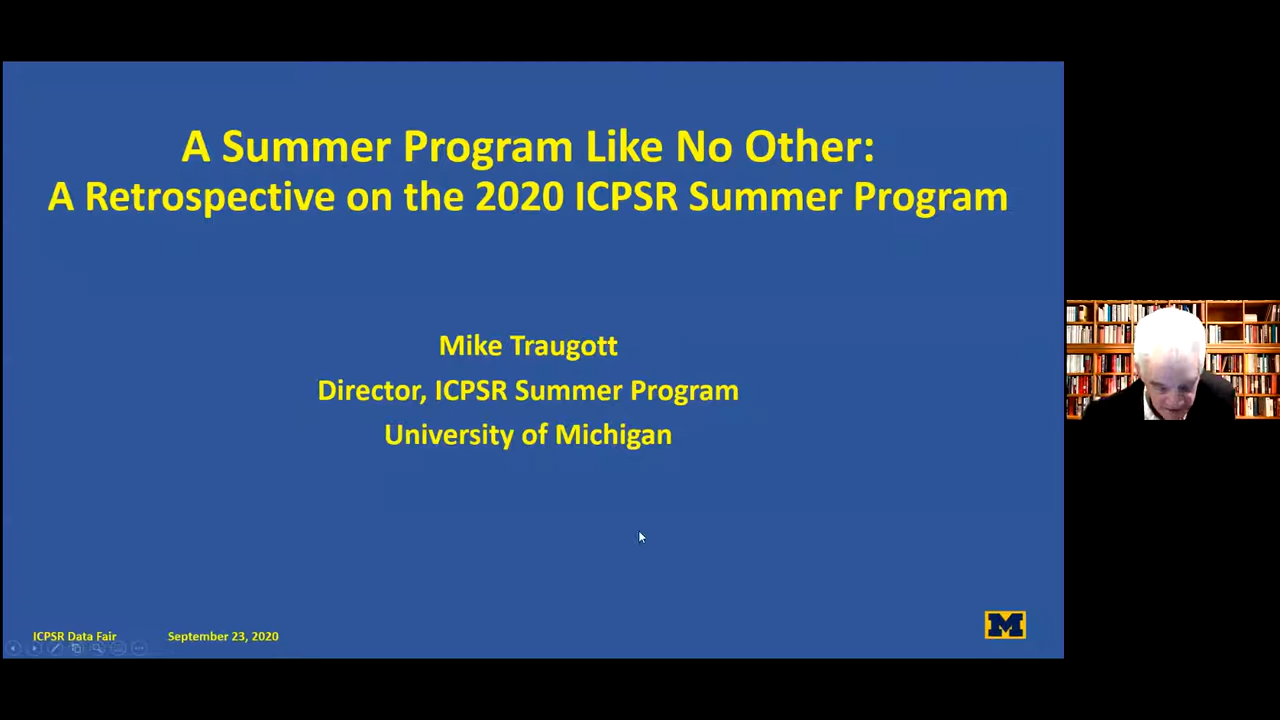 A Summer Program Like No Other:
A Retrospective on the 2020 ICPSR Summer Program
Mike Traugott
Director, ICPSR Summer Program
University of Michigan
ICPSR Data Fair September 23, 2020
M